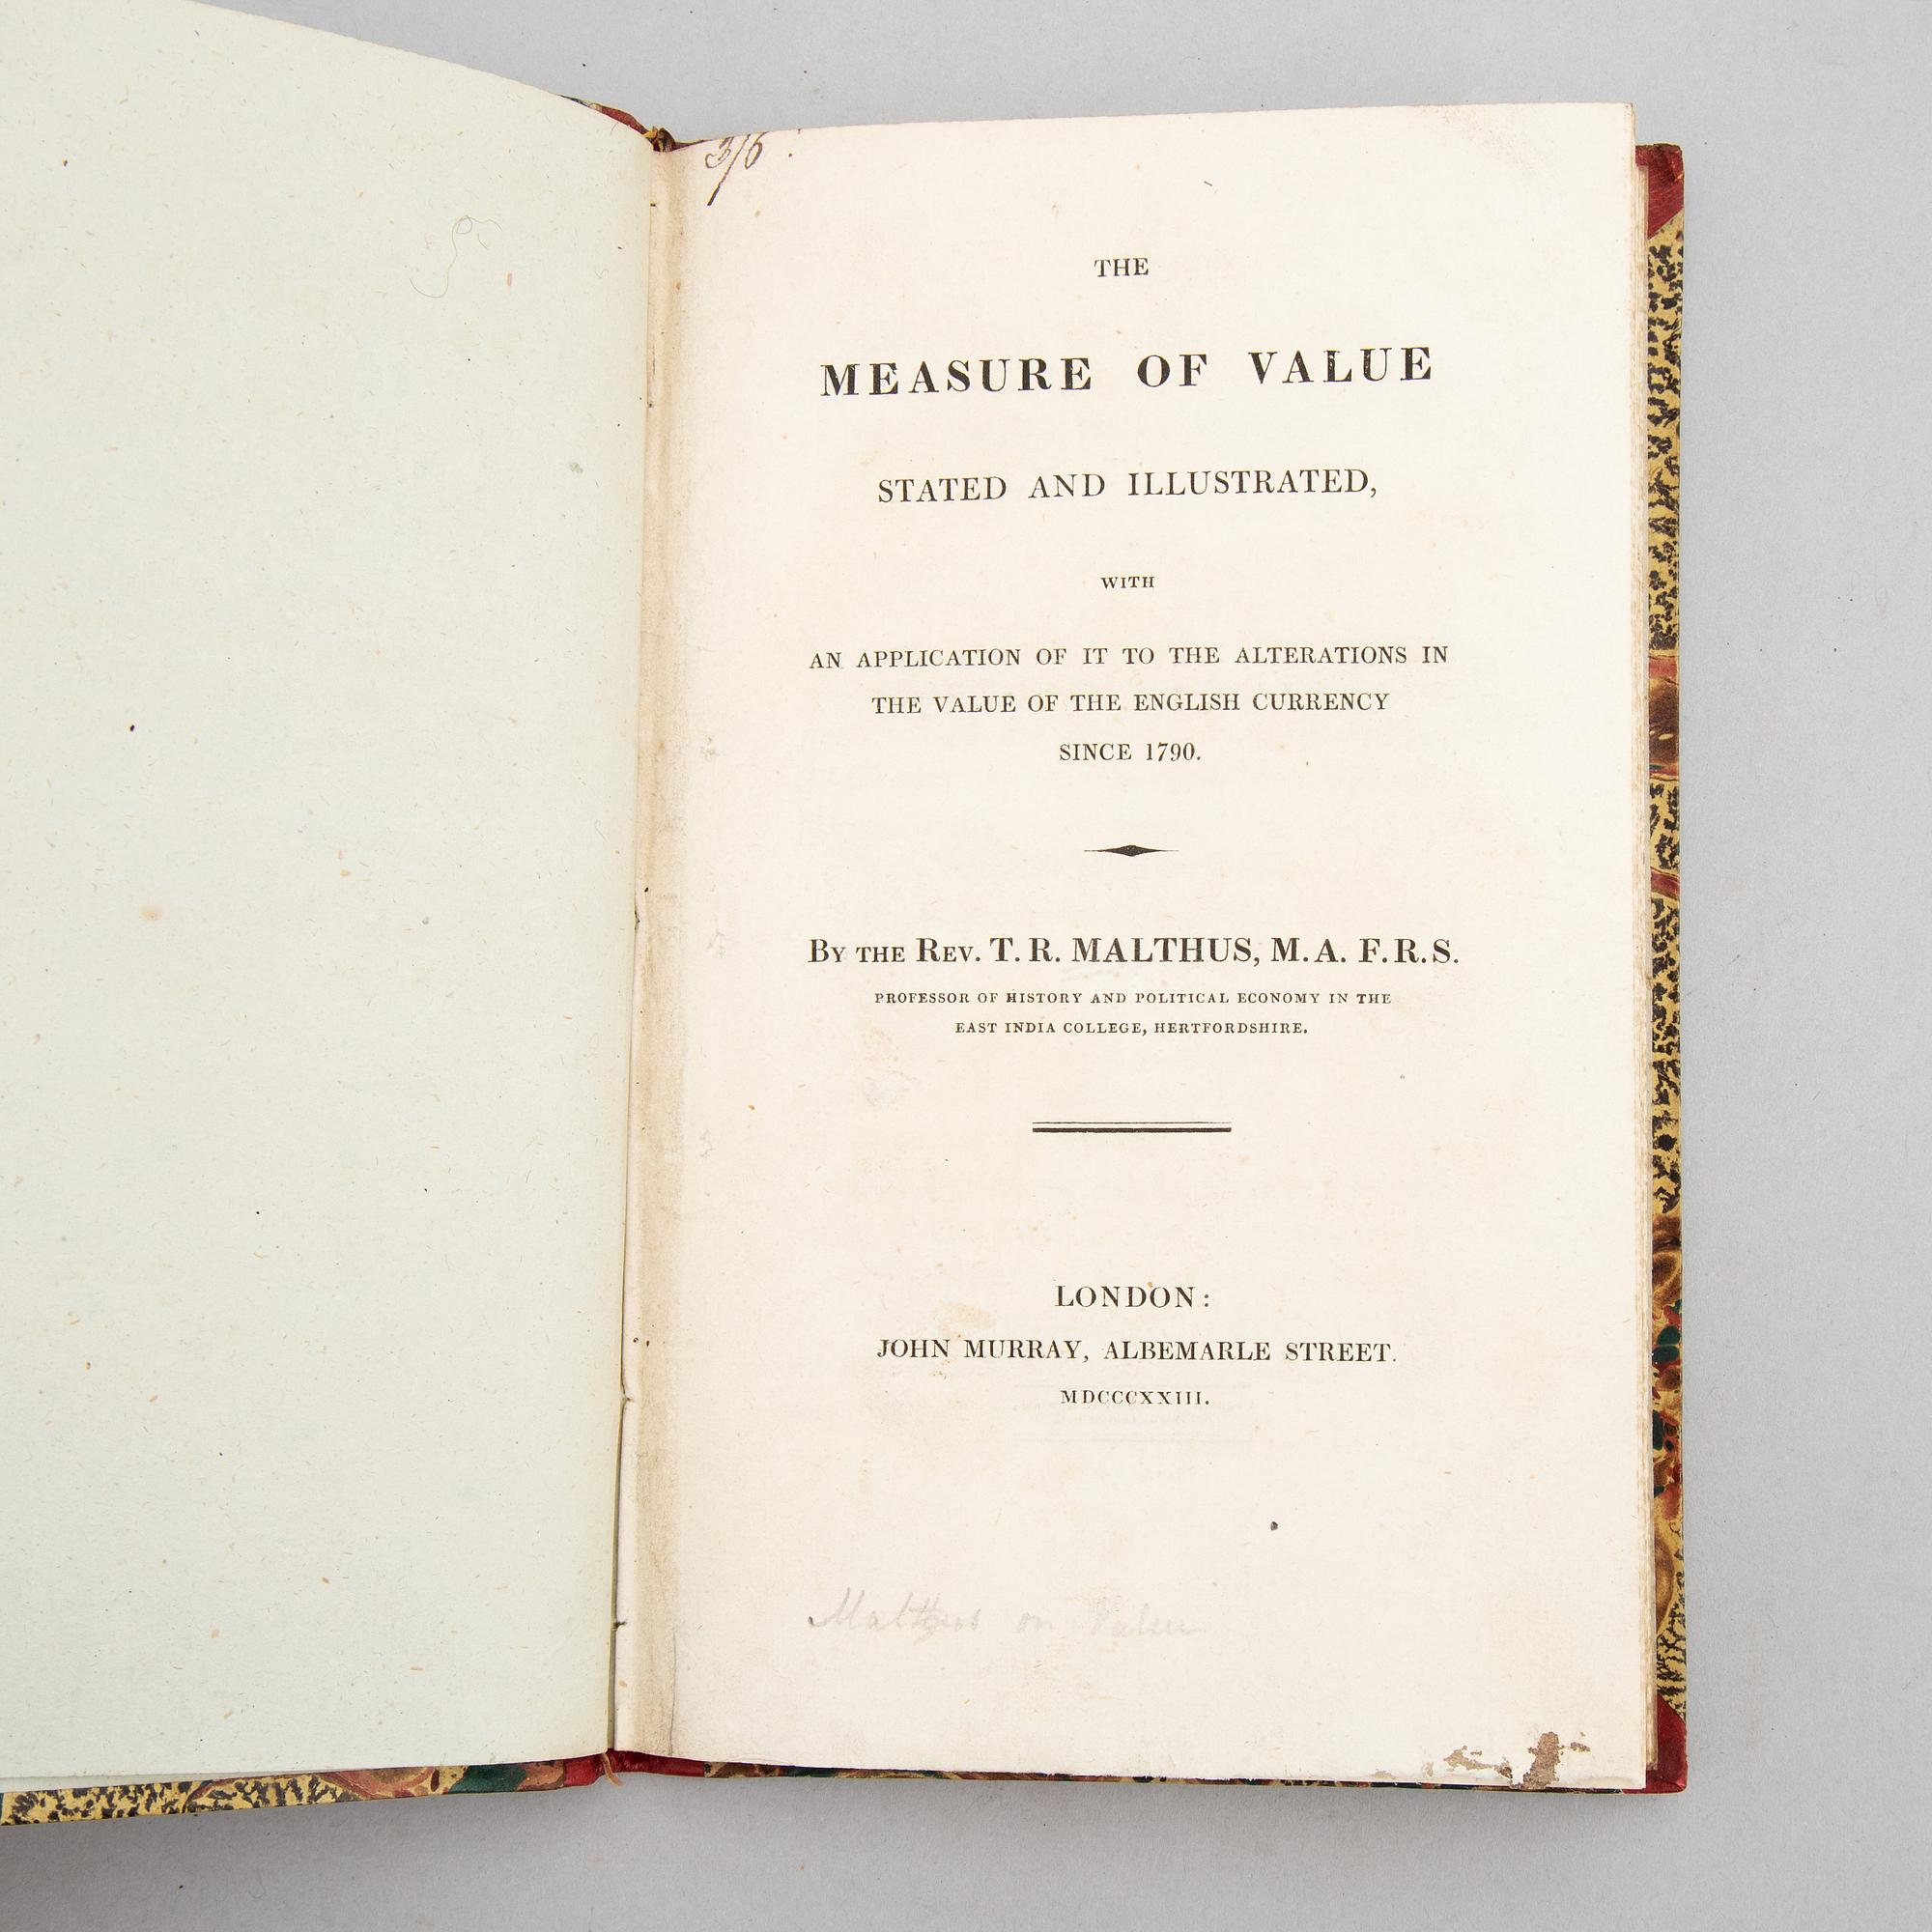 3/6
THE
MEASURE OF VALUE
STATED AND ILLUSTRATED,
WITH
AN APPLICATION OF IT TO THE ALTERATIONS IN
THE VALUE OF THE ENGLISH CURRENCY
SINCE 1790.
BY THE REV. T. R. MALTHUS, M.A. F.R.S.
PROFESSOR OF HISTORY AND POLITICAL ECONOMY IN THE
EAST INDIA COLLEGE, HERTFORDSHIRE.
LONDON:
JOHN MURRAY, ALBEMARLE STREET.
MDCCCXXIII.
Malthus on Value